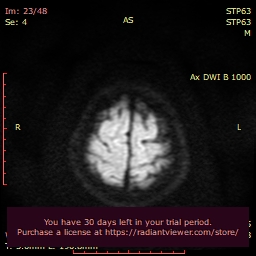 Im: 23/48
Se: 4
AS
STP63
STP63
M
Ax DWI B 1000
R
L
You have 30 days left in your trial period.
Purchase a license at https://radiantviewer.com/store/